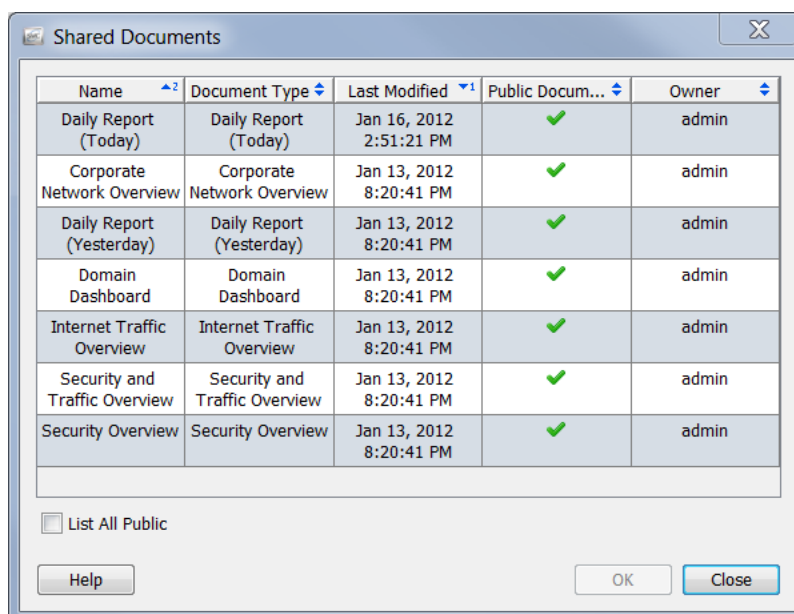 Shared Documents
Name 2 Document Type Last Modified 1 Public Docum... Owner
Daily Report Daily Report Jan 16, 2012 admin
(Today) (Today) 2:51:21 PM
Corporate Corporate Jan 13, 2012 admin
Network Overview Network Overview 8:20:41 PM
Daily Report Daily Report Jan 13, 2012 admin
(Yesterday) (Yesterday) 8:20:41 PM
Domain Domain Jan 13, 2012 admin
Dashboard Dashboard 8:20:41 PM
Internet Traffic Internet Traffic Jan 13, 2012 admin
Overview Overview 8:20:41 PM
Security and Security and Jan 13, 2012 admin
Traffic Overview Traffic Overview 8:20:41 PM
Security Overview Security Overview Jan 13, 2012 admin
8:20:41 PM
List All Public
Help OK Close